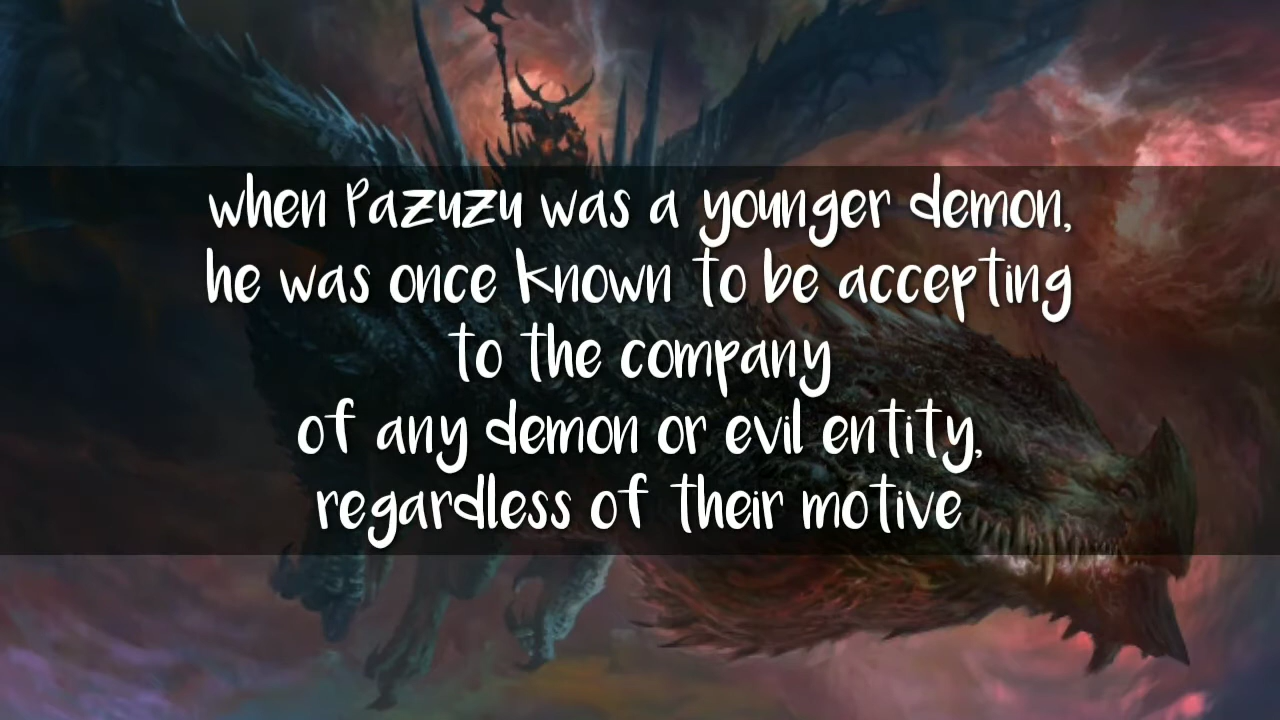 when Pazuzu was a younger demon,
he was once known to be accepting
to the company
of any demon or evil entity,
regardless of their motive